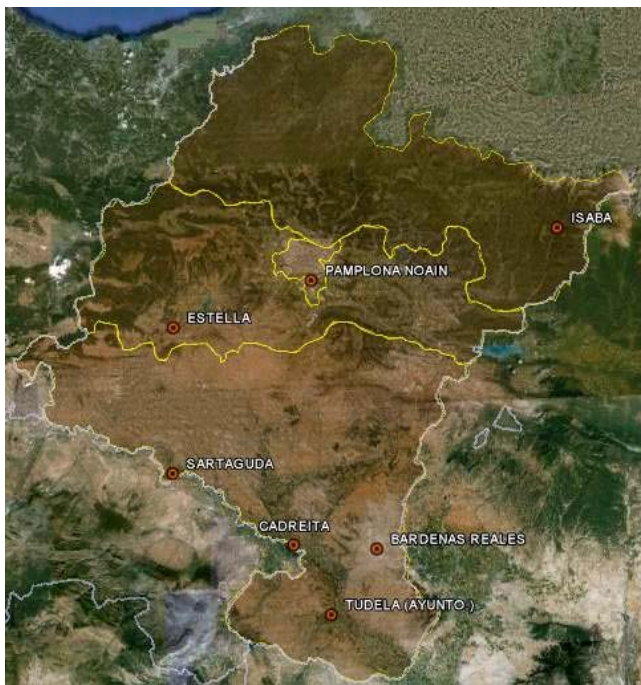 ISABA
PAMPLONA NOAIN
ESTELLA
SARTAGUDA
CADREITA
BARDENAS REALES
TUDELA (AYUNTO.)